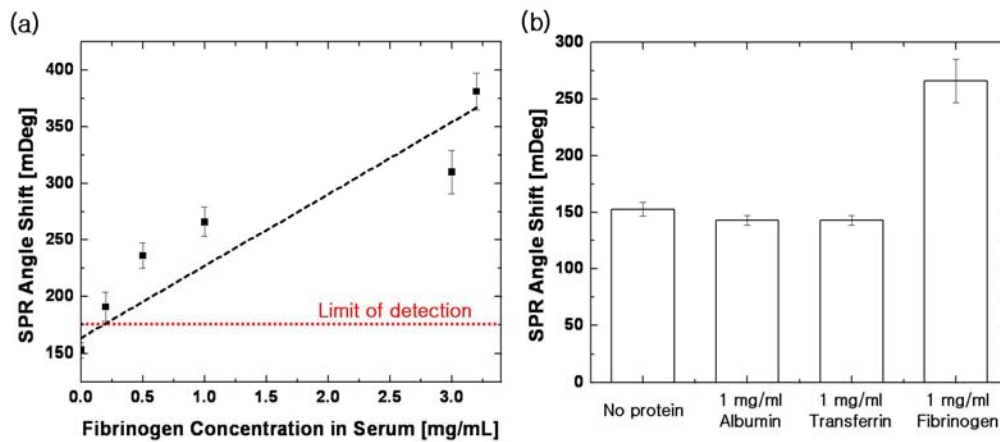 (a)
SPR Angle Shift [mDeg]
400
350
300
250
200
150
Limit of detection
0.0 0.5 1.0 1.5 2.0 2.5 3.0
Fibrinogen Concentration in Serum [mg/mL]
(b)
SPR Angle Shift [mDeg]
300
250
200
150
100
50
0
No protein
1 mg/ml
Albumin
1 mg/ml
Transferrin
1 mg/ml
Fibrinogen